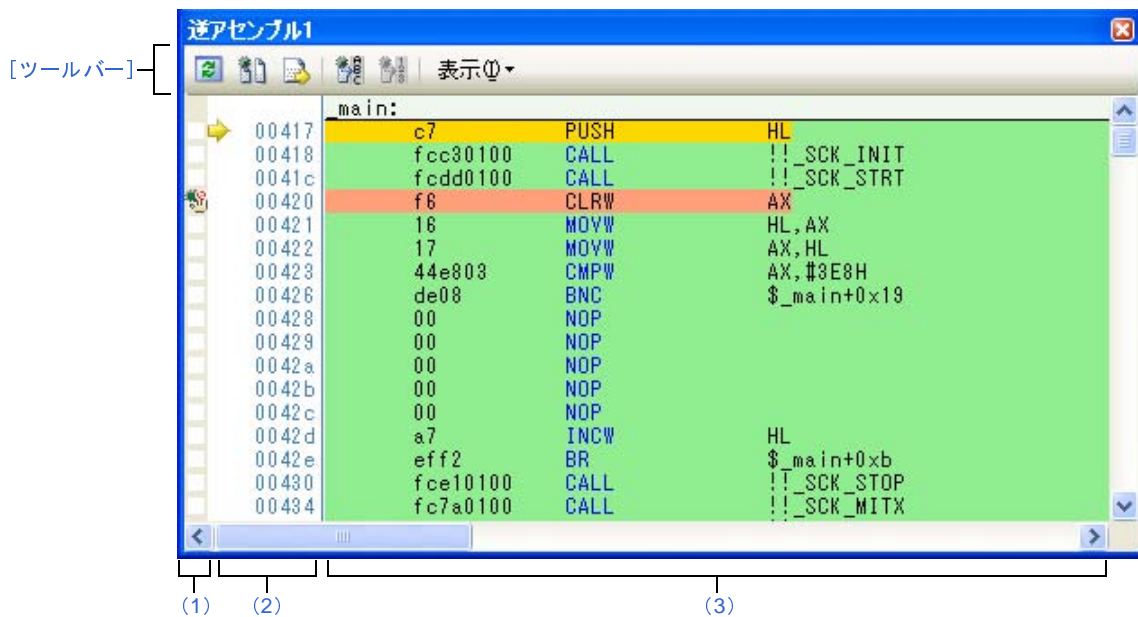 逆アセンブル1
[ツールバー]
表示(I)
_main:
00417 c7 PUSH HL
00418 fcc30100 CALL !!_SCK_INIT
0041c fcdd0100 CALL !!_SCK_STRT
00420 f6 CLRW AX
00421 16 MOVW HL,AX
00422 17 MOVW AX,HL
00423 44e803 CMPW AX,#3E8H
00426 de08 BNC $_main+0x19
00428 00 NOP
00429 00 NOP
0042a 00 NOP
0042b 00 NOP
0042c 00 NOP
0042d a7 INCW HL
0042e eff2 BR $_main+0xb
00430 fce10100 CALL !!_SCK_STOP
00434 fc7a0100 CALL !!_SCK_MITX
(1) (2) (3)